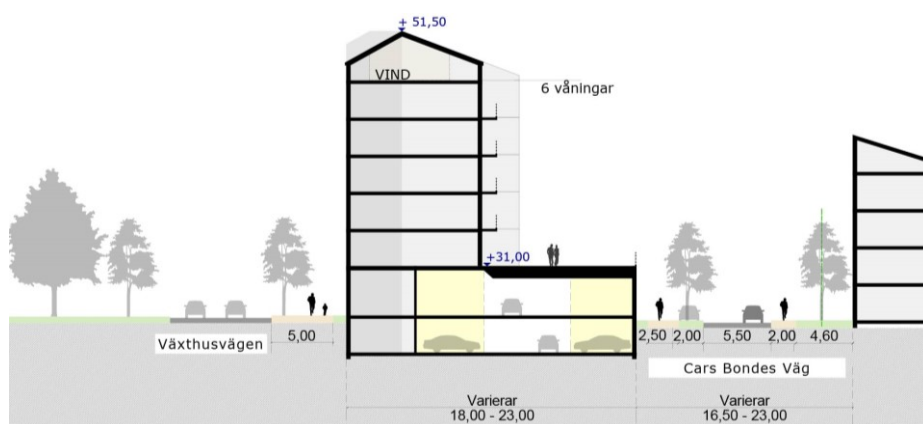 + 51,50
VIND
6 våningar
+31,00
Växthusvägen
5,00
2,50 2,00 5,50 2,00 4,60
Cars Bondes Väg
Varierar
18,00 - 23,00
Varierar
16,50 - 23,00